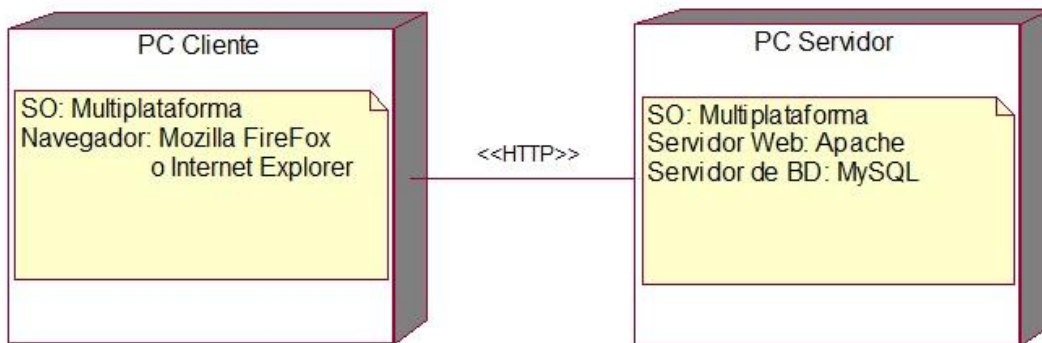 PC Cliente
SO: Multiplataforma
Navegador: Mozilla FireFox
o Internet Explorer
<<HTTP>>
PC Servidor
SO: Multiplataforma
Servidor Web: Apache
Servidor de BD: MySQL